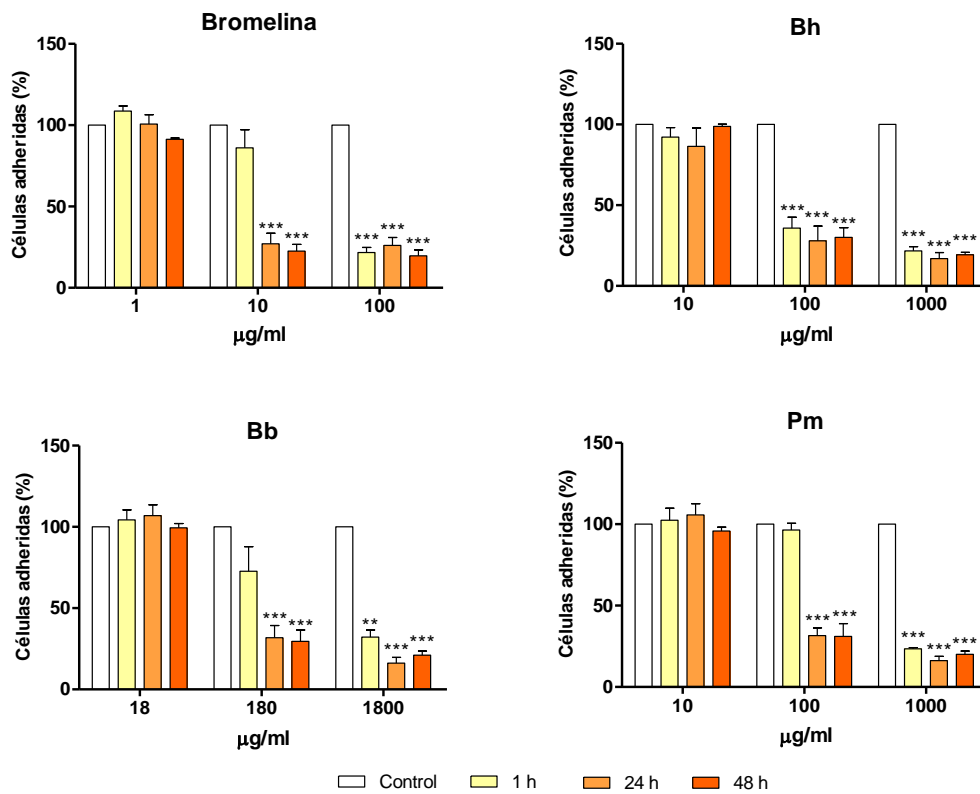 Bromelina
Células adheridas (%)
150
100
50
0
*** ***
*** *** ***
1 10 100
µg/ml
Bh
Células adheridas (%)
150
100
50
0
*** *** ***
*** *** ***
10 100 1000
µg/ml
Bb
Células adheridas (%)
150
100
50
0
*** ***
** *** ***
18 180 1800
µg/ml
Pm
Células adheridas (%)
150
100
50
0
*** ***
*** *** ***
10 100 1000
µg/ml
Control 1 h 24 h 48 h